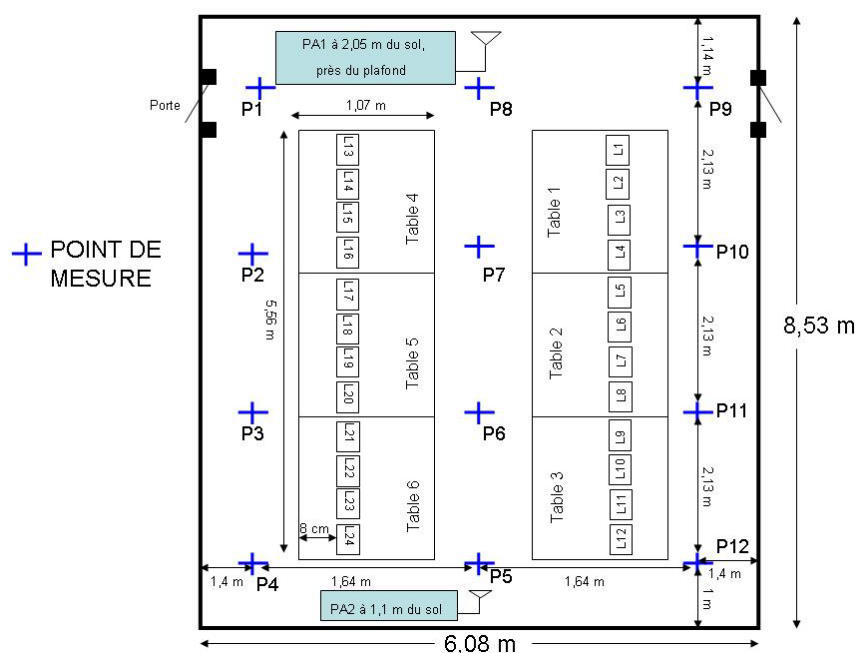 PA1 à 2,05 m du sol,
près du plafond
1,14 m
Porte
P1
P8
P9
1,07 m
L13
L14
L15
L16
Table 4
Table 1
L1
L2
L3
L4
2,13 m
POINT DE
MESURE
P2
P7
P10
5,56 m
L17
L18
L19
L20
Table 5
Table 2
L5
L6
L7
L8
2,13 m
8,53 m
P3
P6
P11
L21
L22
L23
L24
8 cm
Table 6
Table 3
L9
L10
L11
L12
2,13 m
P12
P4
P5
1,4 m
1,64 m
1,64 m
1,4 m
1 m
PA2 à 1,1 m du sol
6,08 m